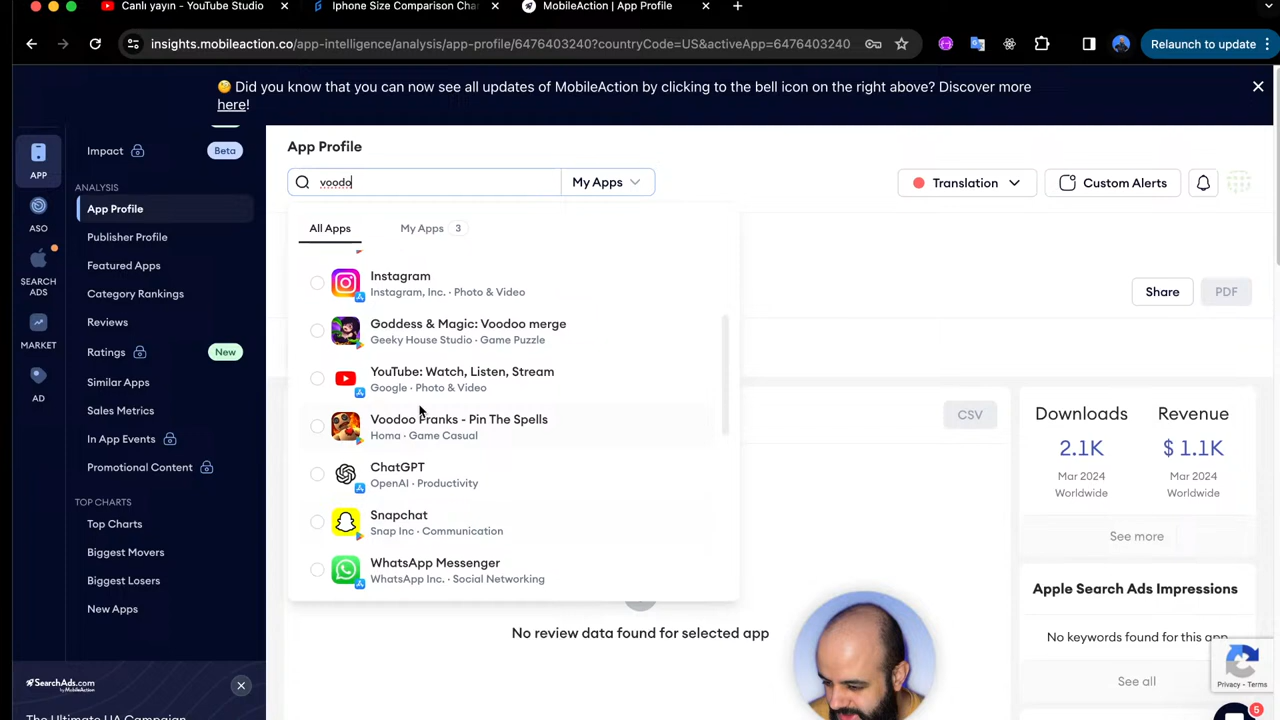 Canlı yayın - YouTube Studio
Iphone Size Comparison Cha
MobileAction | App Profile
insights.mobileaction.co/app-intelligence/analysis/app-profile/6476403240?countryCode=US&activeApp=6476403240
Relaunch to update
🤩 Did you know that you can now see all updates of MobileAction by clicking to the bell icon on the right above? Discover more
here!
APP
ASO
SEARCH
ADS
MARKET
AD
Impact
Beta
ANALYSIS
App Profile
Publisher Profile
Featured Apps
Category Rankings
Reviews
Ratings
New
Similar Apps
Sales Metrics
In App Events
Promotional Content
TOP CHARTS
Top Charts
Biggest Movers
Biggest Losers
New Apps
SearchAds.com
by MobileAction
The Ultimate UA Campaign
App Profile
voodo
My Apps
Translation
Custom Alerts
All Apps
My Apps 3
Instagram
Instagram, Inc. · Photo & Video
Goddess & Magic: Voodoo merge
Geeky House Studio · Game Puzzle
YouTube: Watch, Listen, Stream
Google · Photo & Video
Voodoo Pranks - Pin The Spells
Homa · Game Casual
ChatGPT
OpenAI · Productivity
Snapchat
Snap Inc · Communication
WhatsApp Messenger
WhatsApp Inc. · Social Networking
No review data found for selected app
Share
PDF
CSV
Downloads
2.1K
Mar 2024
Worldwide
Revenue
$ 1.1K
Mar 2024
Worldwide
See more
Apple Search Ads Impressions
No keywords found for this app
See all
Privacy - Terms
5